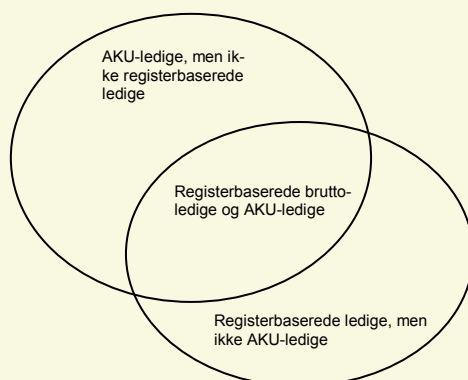 AKU-ledige, men ik-
ke registerbaserede
ledige
Registerbaserede brutto-
ledige og AKU-ledige
Registerbaserede ledige, men
ikke AKU-ledige